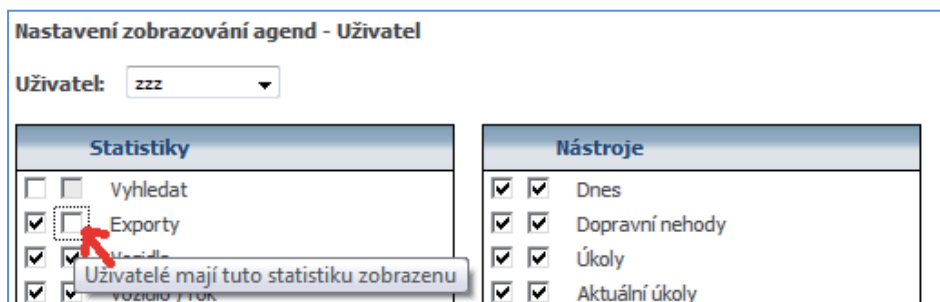 Nastavení zobrazování agend - Uživatel
Uživatel: zzz
Statistiky
Nástroje
Vyhledat
Dnes
Exporty
Dopravní nehody
Úkoly
Uživatelé mají tuto statistiku zobrazenu
Aktuální úkoly